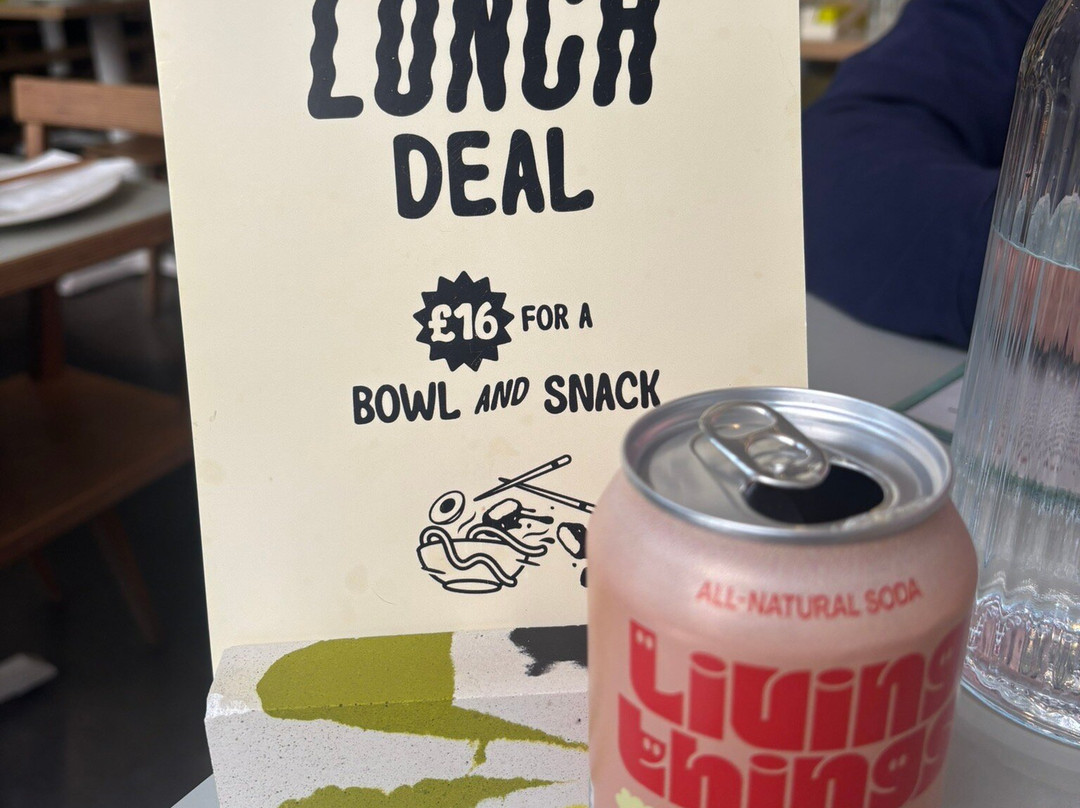 LUNCH
DEAL
£16 FOR A
BOWL AND SNACK
ALL-NATURAL SODA
Living
things